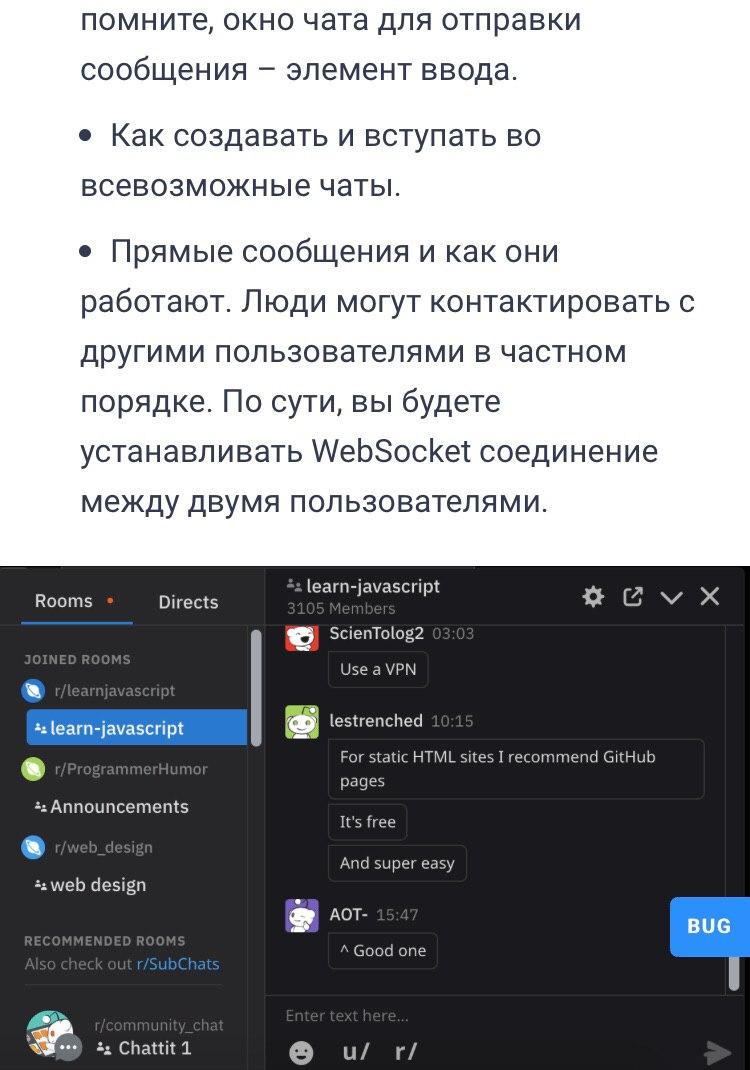 помните, окно чата для отправки
сообщения – элемент ввода.
• Как создавать и вступать во
всевозможные чаты.
• Прямые сообщения и как они
работают. Люди могут контактировать с
другими пользователями в частном
порядке. По сути, вы будете
устанавливать WebSocket соединение
между двумя пользователями.
Rooms
Directs
JOINED ROOMS
r/learnjavascript
learn-javascript
r/ProgrammerHumor
Announcements
r/web_design
web design
RECOMMENDED ROOMS
Also check out r/SubChats
r/community_chat
Chattit 1
learn-javascript
3105 Members
ScienTolog2 03:03
Use a VPN
lestrenched 10:15
For static HTML sites I recommend GitHub
pages
It's free
And super easy
AOT- 15:47
^ Good one
BUG
Enter text here...
u/ r/